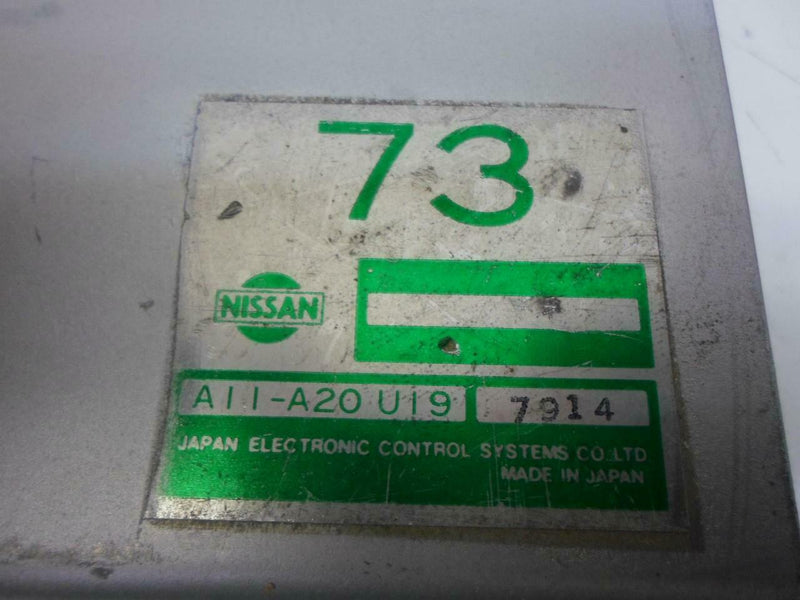 73
NISSAN
A11-A20 U19 7914
JAPAN ELECTRONIC CONTROL SYSTEMS CO.,LTD.
MADE IN JAPAN